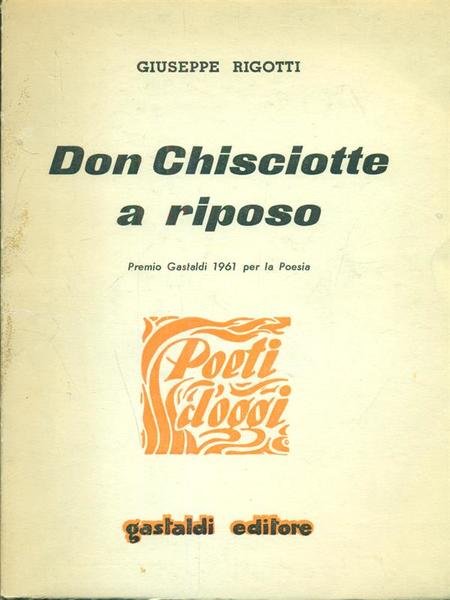 GIUSEPPE RIGOTTI
Don Chisciotte
a riposo
Premio Gastaldi 1961 per la Poesia
Poeti
d'oggi
gastaldi editore